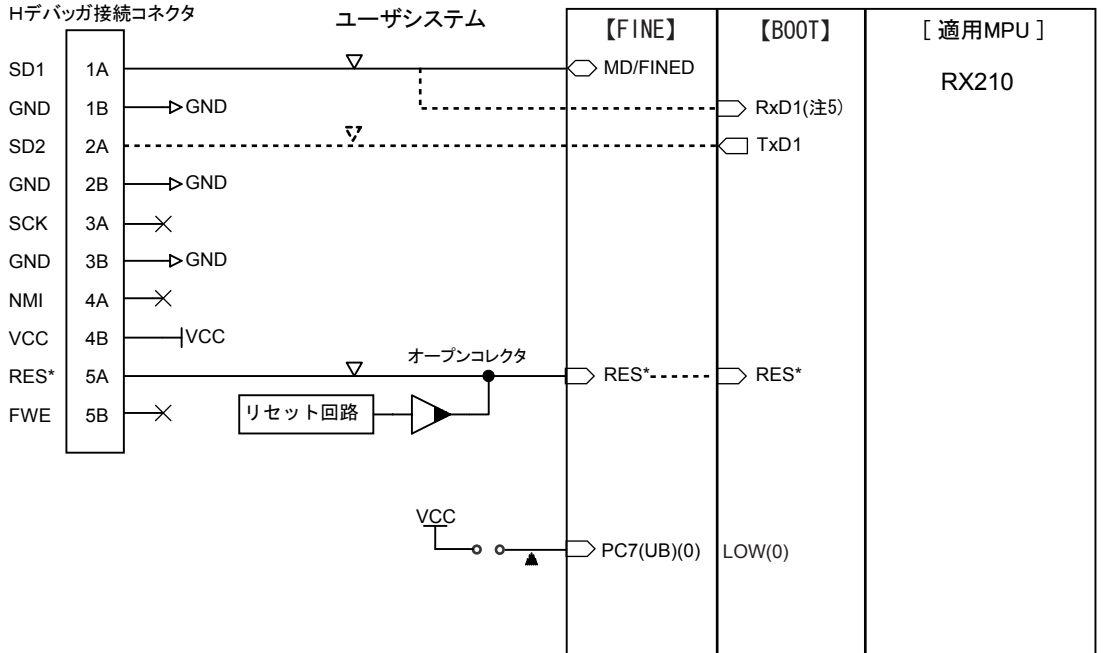 Hデバッガ接続コネクタ
ユーザシステム
【FINE】
【BOOT】
[ 適用MPU ]
RX210
SD1 1A MD/FINED
GND 1B GND RxD1(注5)
SD2 2A TxD1
GND 2B GND
SCK 3A
GND 3B GND
NMI 4A
VCC 4B VCC
オープンコレクタ
RES* 5A RES* RES*
FWE 5B リセット回路
VCC
PC7(UB)(0) LOW(0)